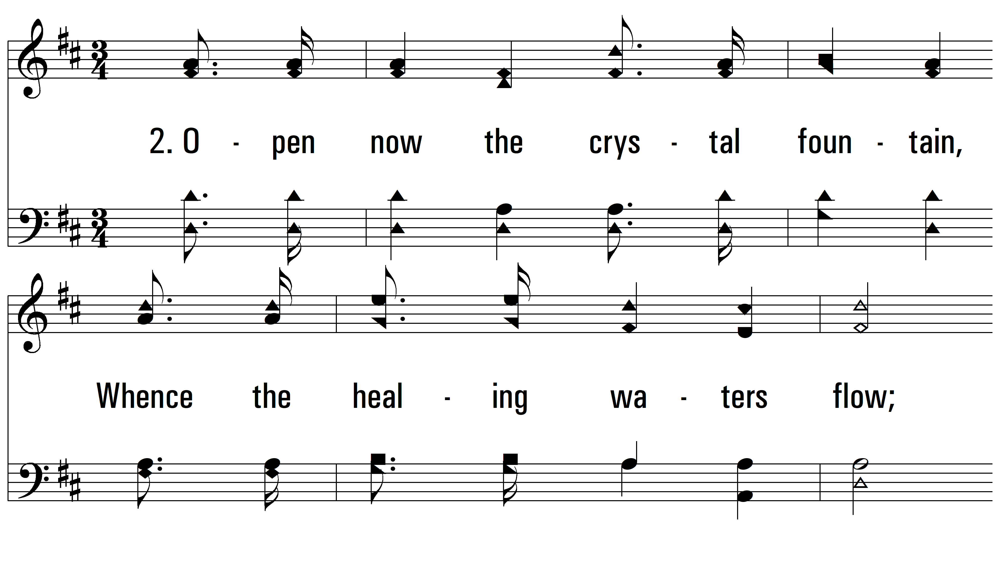 2. O - pen now the crys - tal foun - tain,
Whence the heal - ing wa - ters flow;